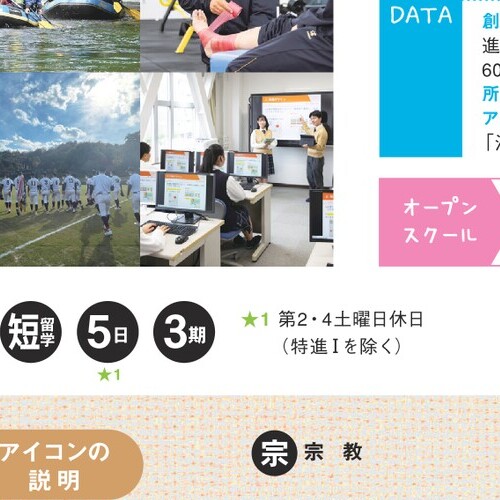 DATA
創
進
60
所
ア
「
オープン
スクール
短留学
5日
3期
★1 第2・4土曜日休日
（特進Ⅰを除く）
★1
アイコンの
説明
宗 宗 教